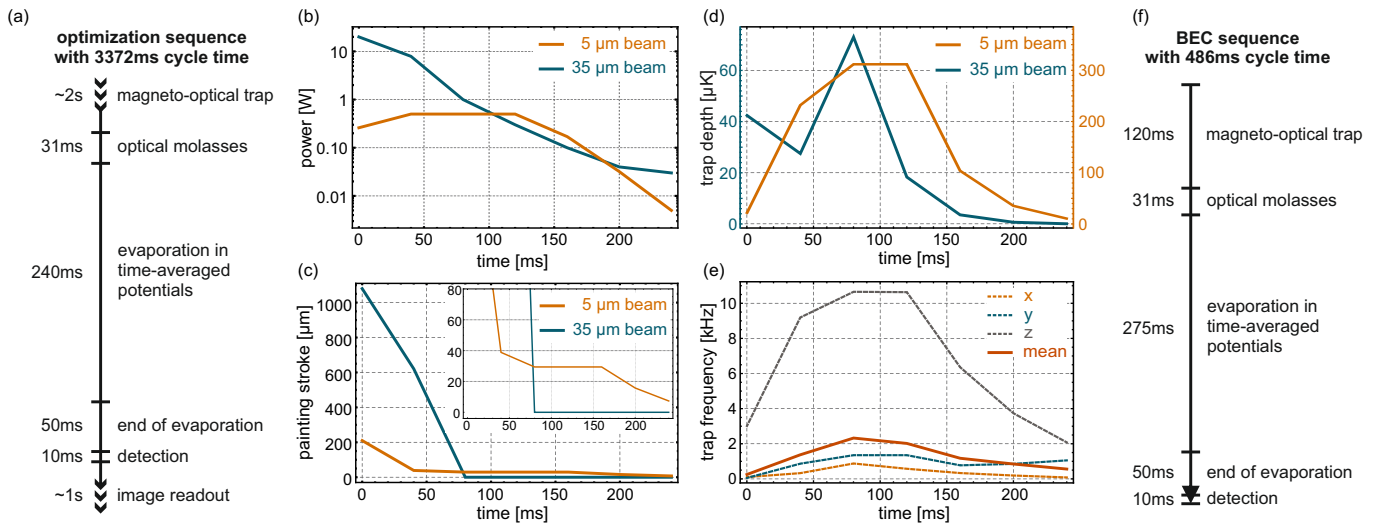 (a)
optimization sequence
with 3372ms cycle time
~2s
magneto-optical trap
31ms
optical molasses
240ms
evaporation in
time-averaged
potentials
50ms
end of evaporation
10ms
detection
~1s
image readout
(b)
power [W]
10
1
0.10
0.01
5 µm beam
35 µm beam
0
50
100
150
200
time [ms]
(c)
painting stroke [µm]
1000
800
600
400
200
0
80
60
40
20
0
0
50
100
150
200
5 µm beam
35 µm beam
0
50
100
150
200
time [ms]
(d)
trap depth [µK]
60
40
20
0
5 µm beam
35 µm beam
300
200
100
0
0
50
100
150
200
time [ms]
(e)
trap frequency [kHz]
10
8
6
4
2
0
x
y
z
mean
0
50
100
150
200
time [ms]
(f)
BEC sequence
with 486ms cycle time
120ms
magneto-optical trap
31ms
optical molasses
275ms
evaporation in
time-averaged
potentials
50ms
end of evaporation
10ms
detection